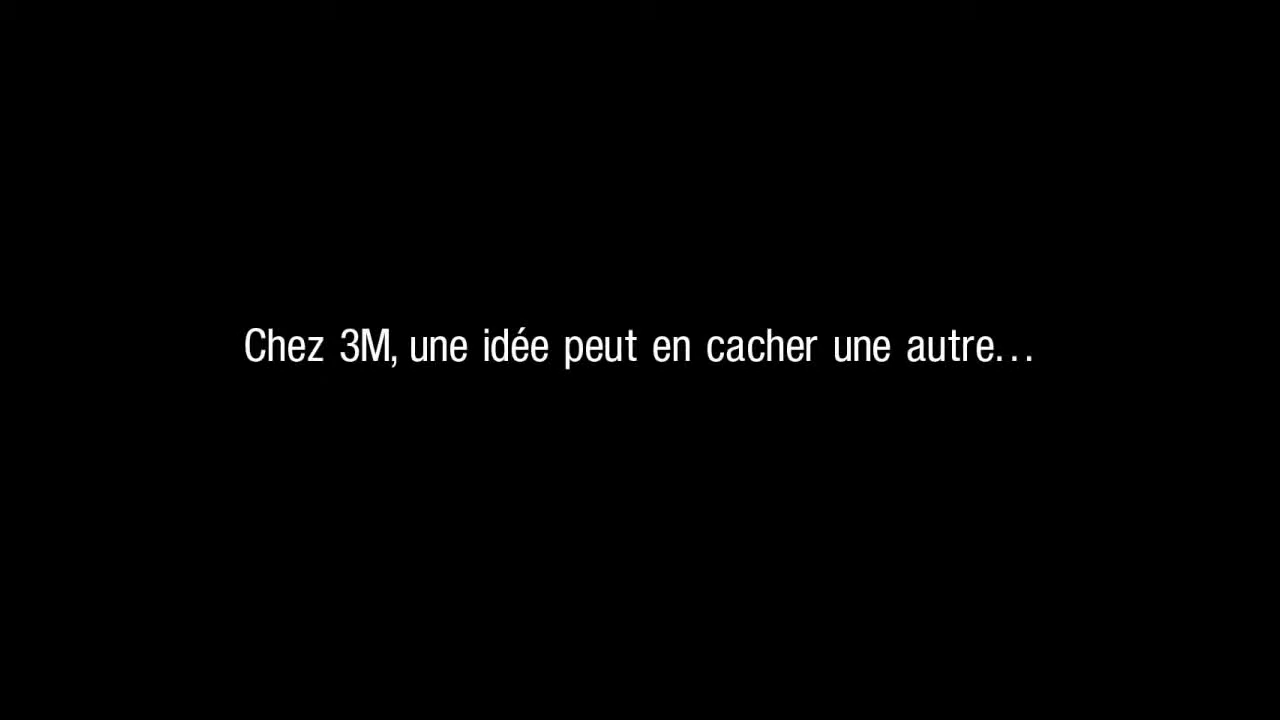 Chez 3M, une idée peut en cacher une autre…